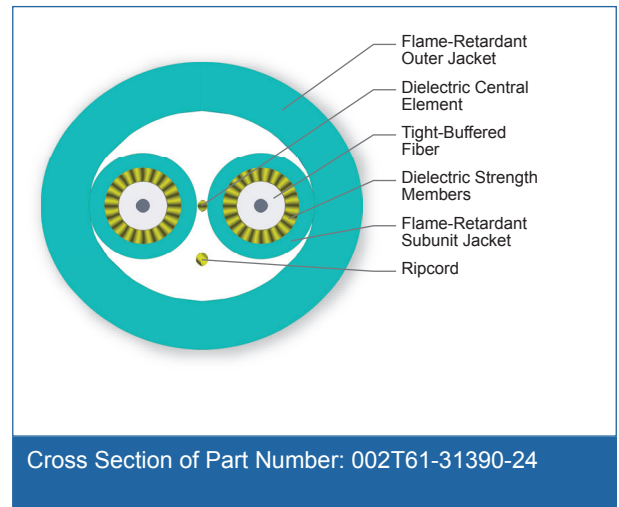 Flame-Retardant
Outer Jacket
Dielectric Central
Element
Tight-Buffered
Fiber
Dielectric Strength
Members
Flame-Retardant
Subunit Jacket
Ripcord
Cross Section of Part Number: 002T61-31390-24